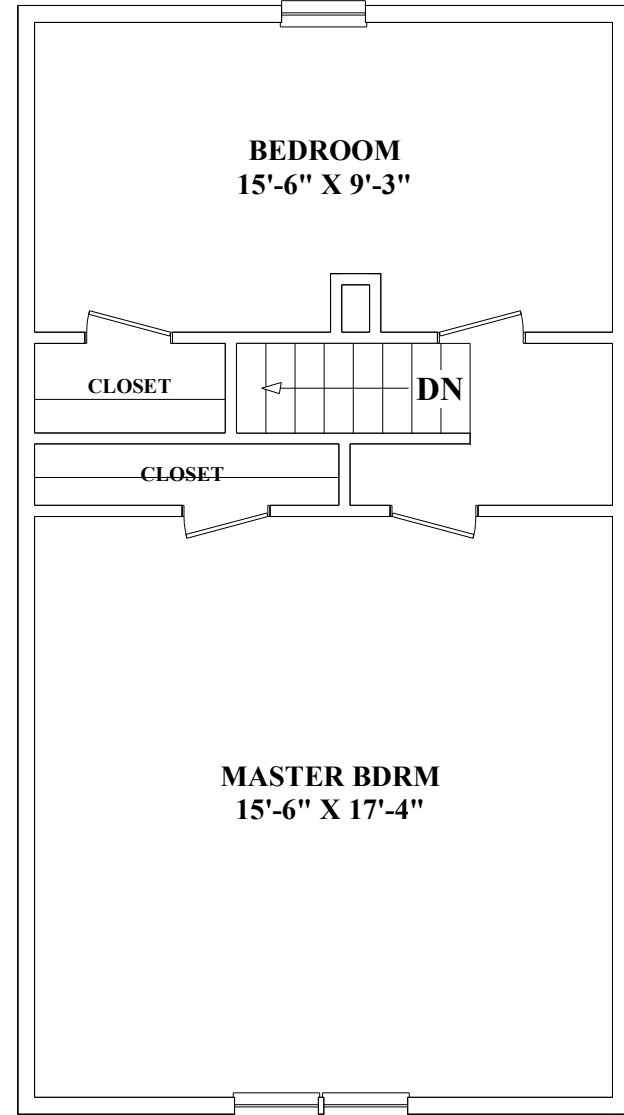 BEDROOM
15'-6" X 9'-3"
CLOSET
DN
CLOSET
MASTER BDRM
15'-6" X 17'-4"